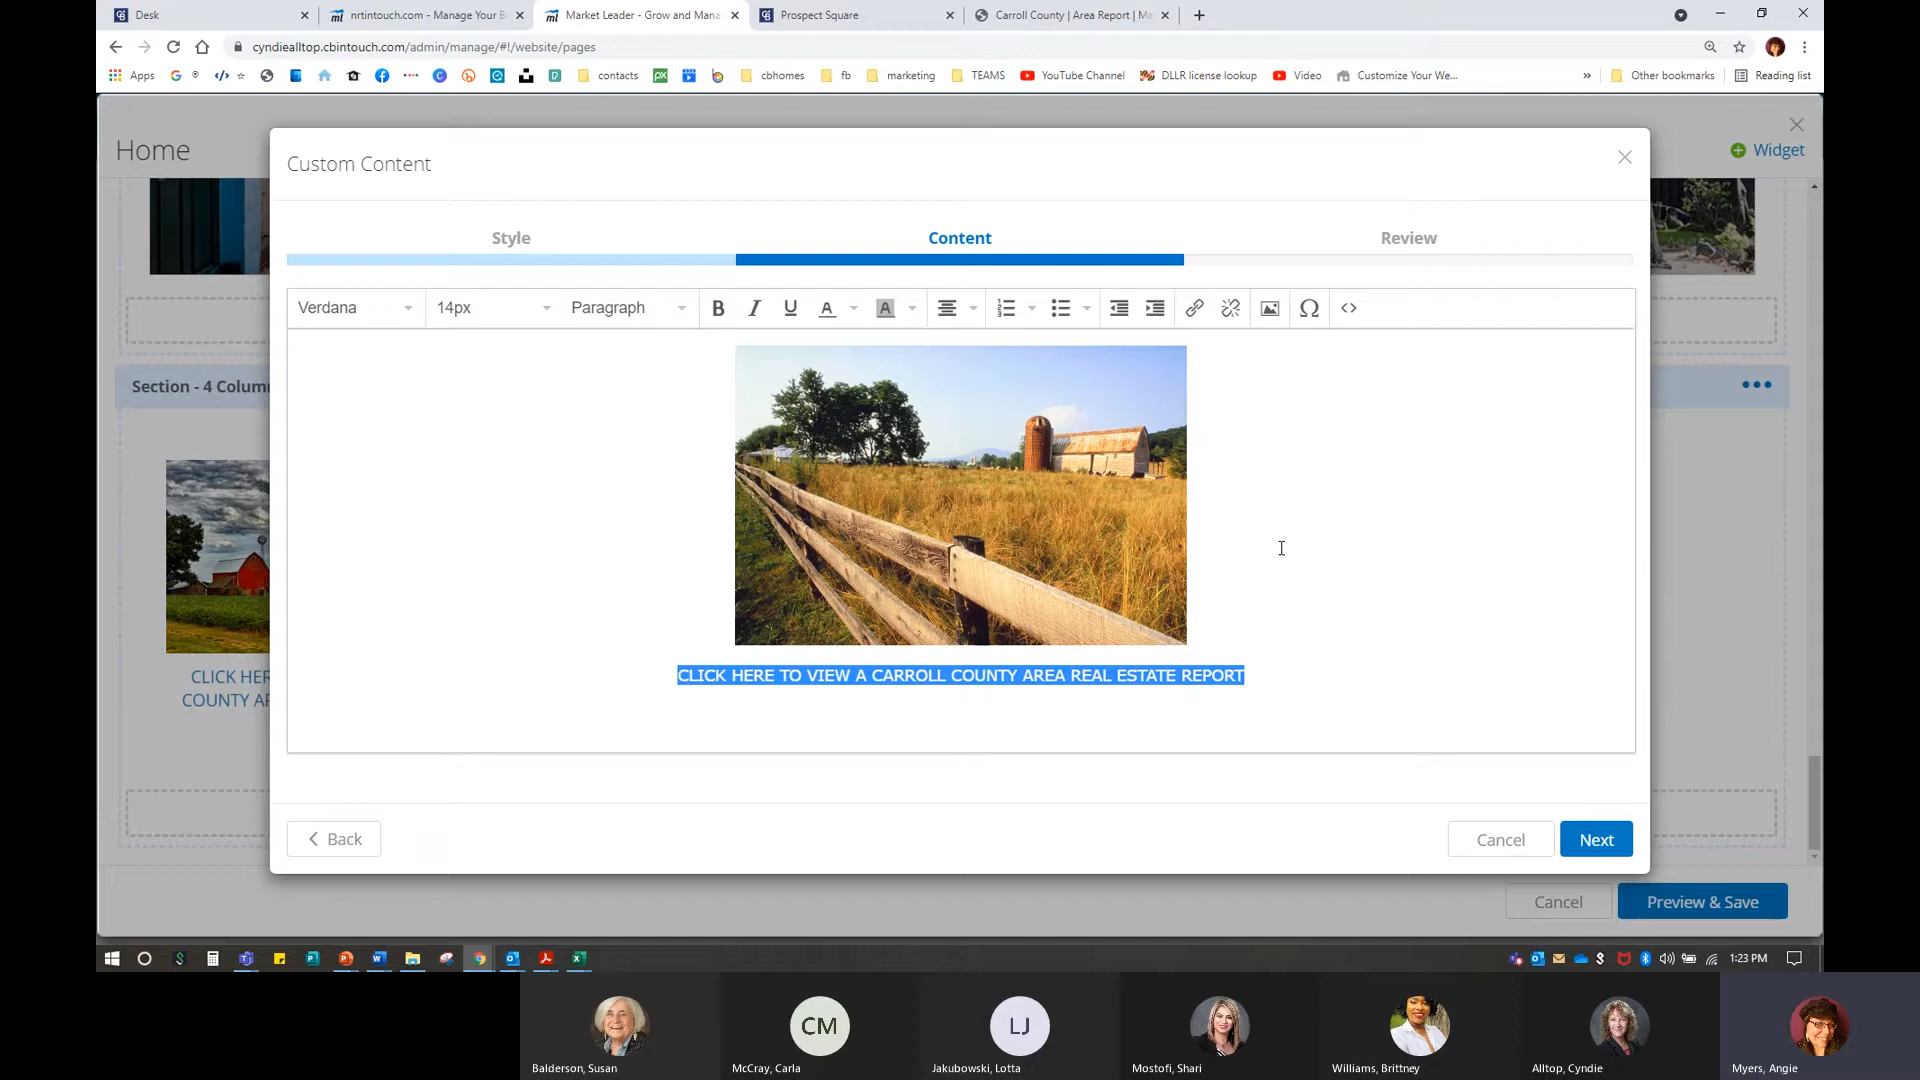 Desk
nrtintouch.com - Manage Your B
Market Leader - Grow and Mana
Prospect Square
Carroll County | Area Report | Ma
cyndiealltop.cbintouch.com/admin/manage/#!/website/pages
Apps
contacts
cbhomes
fb
marketing
TEAMS
YouTube Channel
DLLR license lookup
Video
Customize Your We...
Other bookmarks
Reading list
Home
Widget
Custom Content
Style
Content
Review
Verdana
14px
Paragraph
Section - 4 Colum
CLICK HERE TO VIEW A CARROLL COUNTY AREA REAL ESTATE REPORT
CLICK HER
COUNTY AR
Back
Cancel
Next
Cancel
Preview & Save
1:23 PM
CM
LJ
Balderson, Susan
McCray, Carla
Jakubowski, Lotta
Mostofi, Shari
Williams, Brittney
Alltop, Cyndie
Myers, Angie